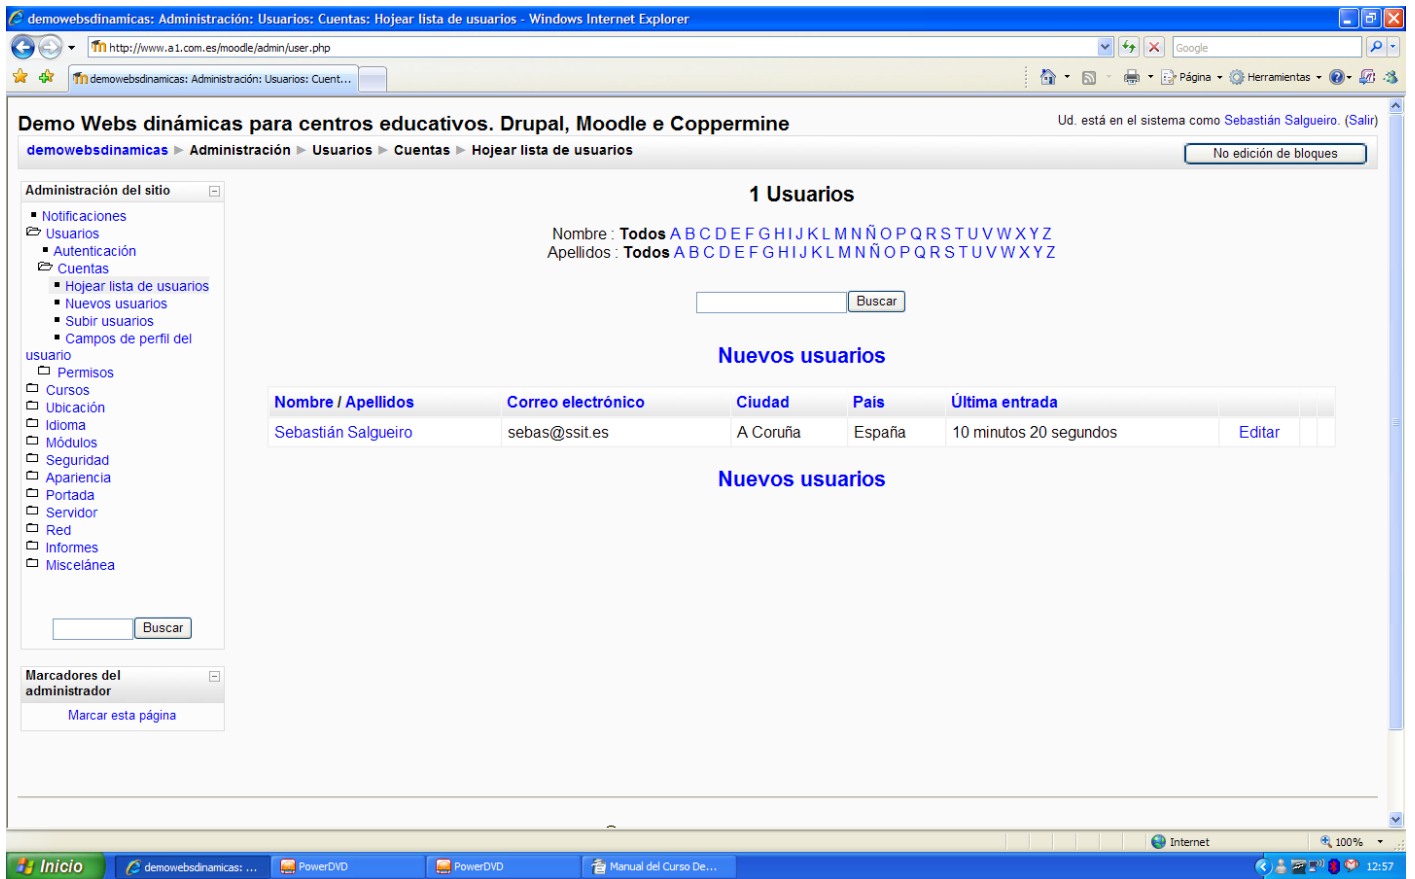 demowebsdinamicas: Administración: Usuarios: Cuentas: Hojear lista de usuarios - Windows Internet Explorer
http://www.a1.com.es/moodle/admin/user.php
Google
demowebsdinamicas: Administración: Usuarios: Cuent...
Página
Herramientas
Demo Webs dinámicas para centros educativos. Drupal, Moodle e Coppermine
Ud. está en el sistema como Sebastián Salgueiro. (Salir)
demowebsdinamicas ► Administración ► Usuarios ► Cuentas ► Hojear lista de usuarios
No edición de bloques
Administración del sitio
Notificaciones
Usuarios
Autenticación
Cuentas
Hojear lista de usuarios
Nuevos usuarios
Subir usuarios
Campos de perfil del
usuario
Permisos
Cursos
Ubicación
Idioma
Módulos
Seguridad
Apariencia
Portada
Servidor
Red
Informes
Miscelánea
Buscar
Marcadores del
administrador
Marcar esta página
1 Usuarios
Nombre : Todos A B C D E F G H I J K L M N Ñ O P Q R S T U V W X Y Z
Apellidos : Todos A B C D E F G H I J K L M N Ñ O P Q R S T U V W X Y Z
Buscar
Nuevos usuarios
Nombre / Apellidos Correo electrónico Ciudad País Última entrada
Sebastián Salgueiro sebas@ssit.es A Coruña España 10 minutos 20 segundos Editar
Nuevos usuarios
Internet
100%
Inicio
demowebsdinamicas: ...
PowerDVD
PowerDVD
Manual del Curso De...
12:57